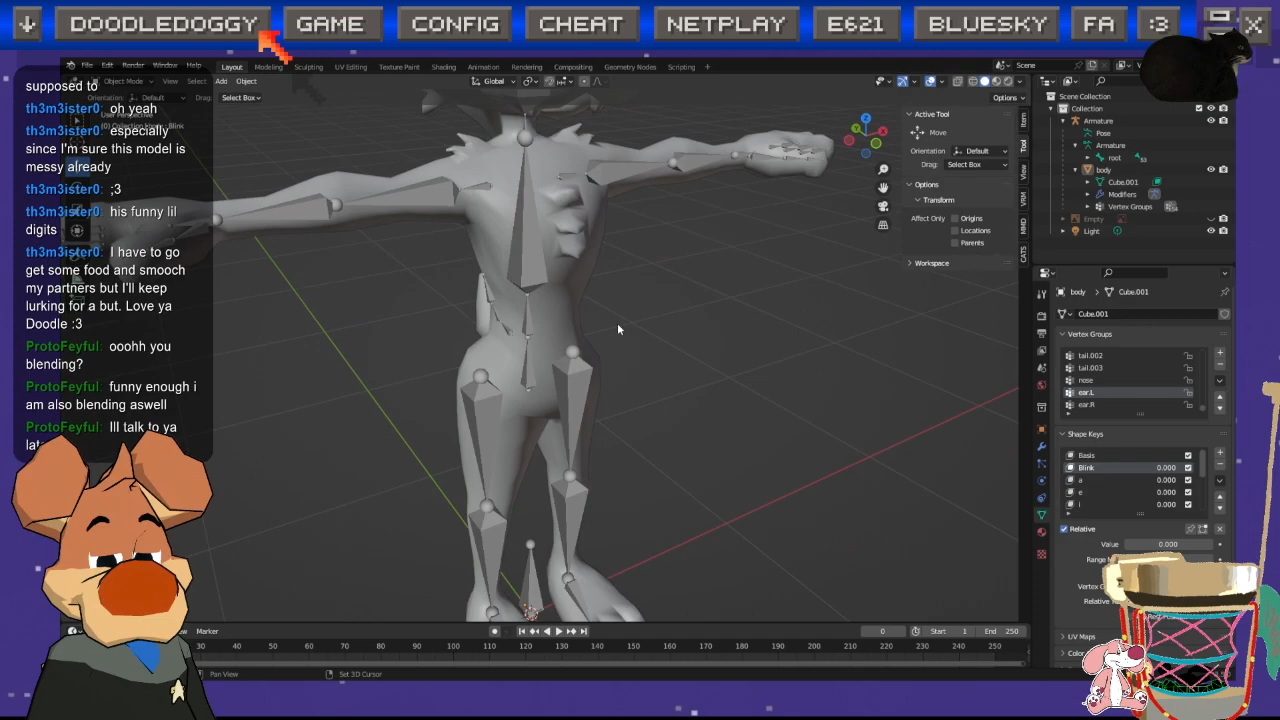 DOODLEDOGGY GAME CONFIG CHEAT NETPLAY E621 BLUESKY FA :3
File Edit Render Window Help Layout Modeling Sculpting UV Editing Texture Paint Shading Animation Rendering Compositing Geometry Nodes Scripting + Scene
Object Mode View Select Add Object Global
Orientation: Default Drag: Select Box Options
supposed to
th3m3ister0: oh yeah
th3m3ister0: especially
since I'm sure this model is
messy already
th3m3ister0: ;3
th3m3ister0: his funny lil
digits
th3m3ister0: I have to go
get some food and smooch
my partners but I'll keep
lurking for a but. Love ya
Doodle :3
ProtoFeyful: ooohh you
blending?
ProtoFeyful: funny enough i
am also blending aswell
ProtoFeyful: Ill talk to ya
Active Tool
Move
Orientation Default
Drag: Select Box
Options
Transform
Affect Only Origins
Locations
Parents
Workspace
Item
Tool
View
VRM
MMD
CATS
Scene Collection
Collection
Armature
Pose
Armature
root
body
Cube.001
Modifiers
Vertex Groups
Empty
Light
body Cube.001
Cube.001
Vertex Groups
tail.002
tail.003
nose
ear.L
ear.R
Shape Keys
Basis
Blink 0.000
a 0.000
e 0.000
i 0.000
Relative
Value 0.000
UV Maps
Marker 0 Start 1 End 250
30 40 50 60 70 80 90 100 110 120 130 140 150 160 170 180 190 200 210 220 230 240 250
Pan View Set 3D Cursor